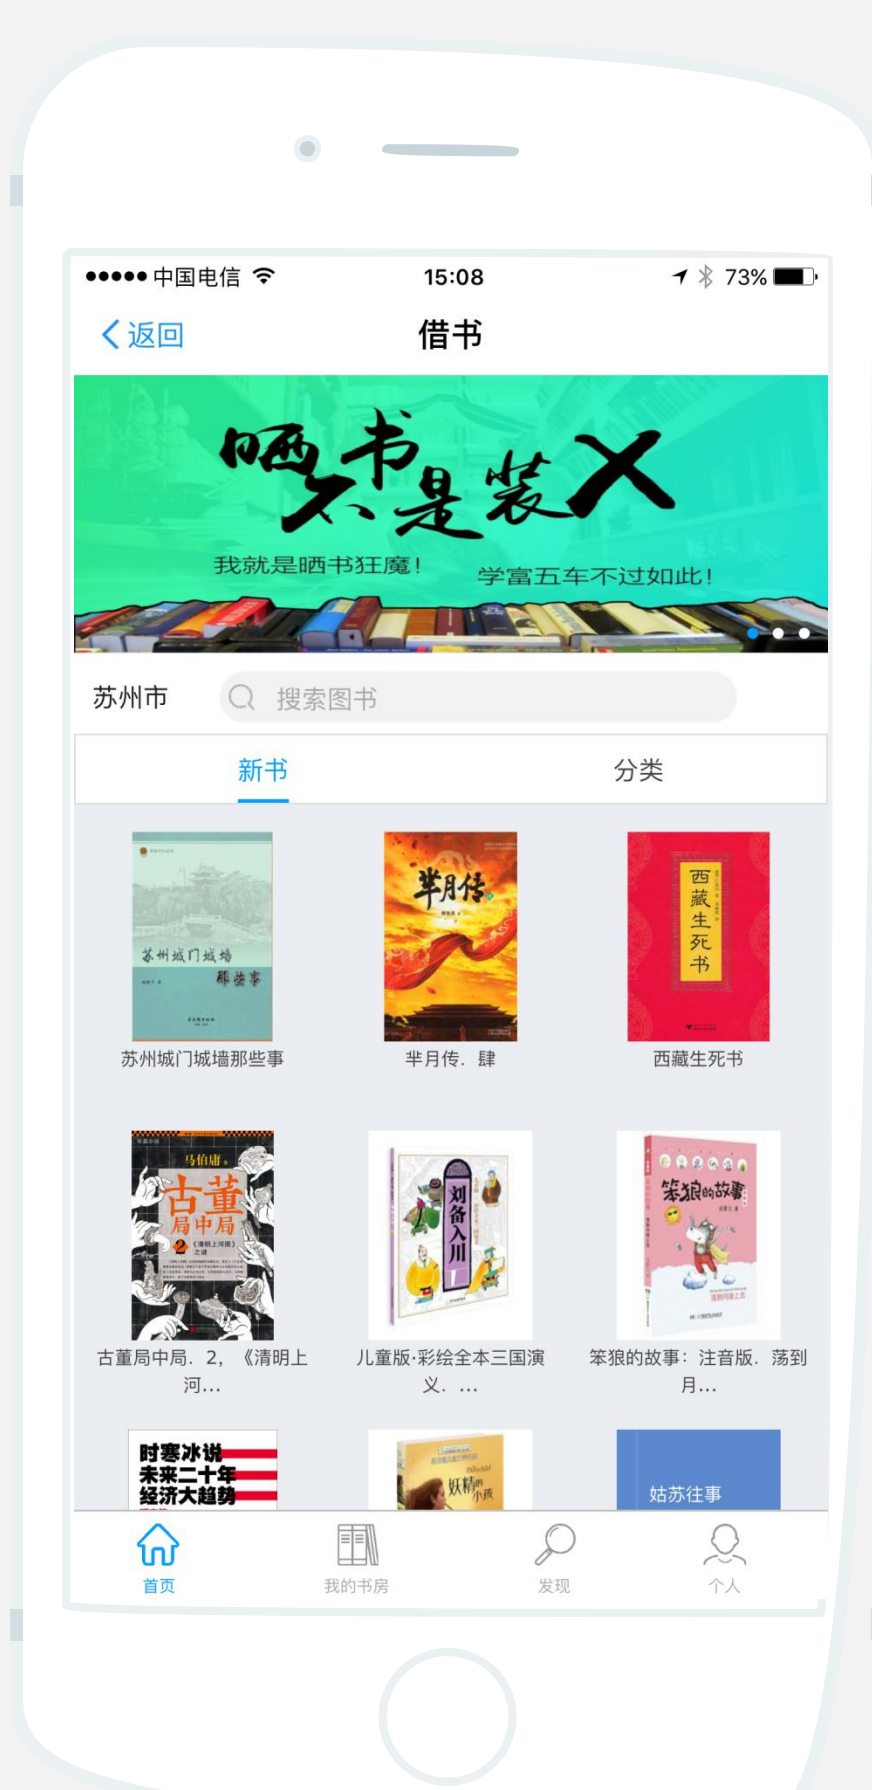 中国电信
15:08
73%
返回
借书
晒书
不是装X
我就是晒书狂魔！
学富五车不过如此！
苏州市
搜索图书
新书
分类
苏州城门城墙
那些事
芈月传
西藏生死书
苏州城门城墙那些事
芈月传．肆
西藏生死书
马伯庸
古董
局中局
2
《清明上河图》
之谜
刘备入川
笨狼的故事
古董局中局．2，《清明上
河...
儿童版·彩绘全本三国演
义．...
笨狼的故事：注音版．荡到
月...
时寒冰说
未来二十年
经济大趋势
妖精的
小孩
姑苏往事
首页
我的书房
发现
个人